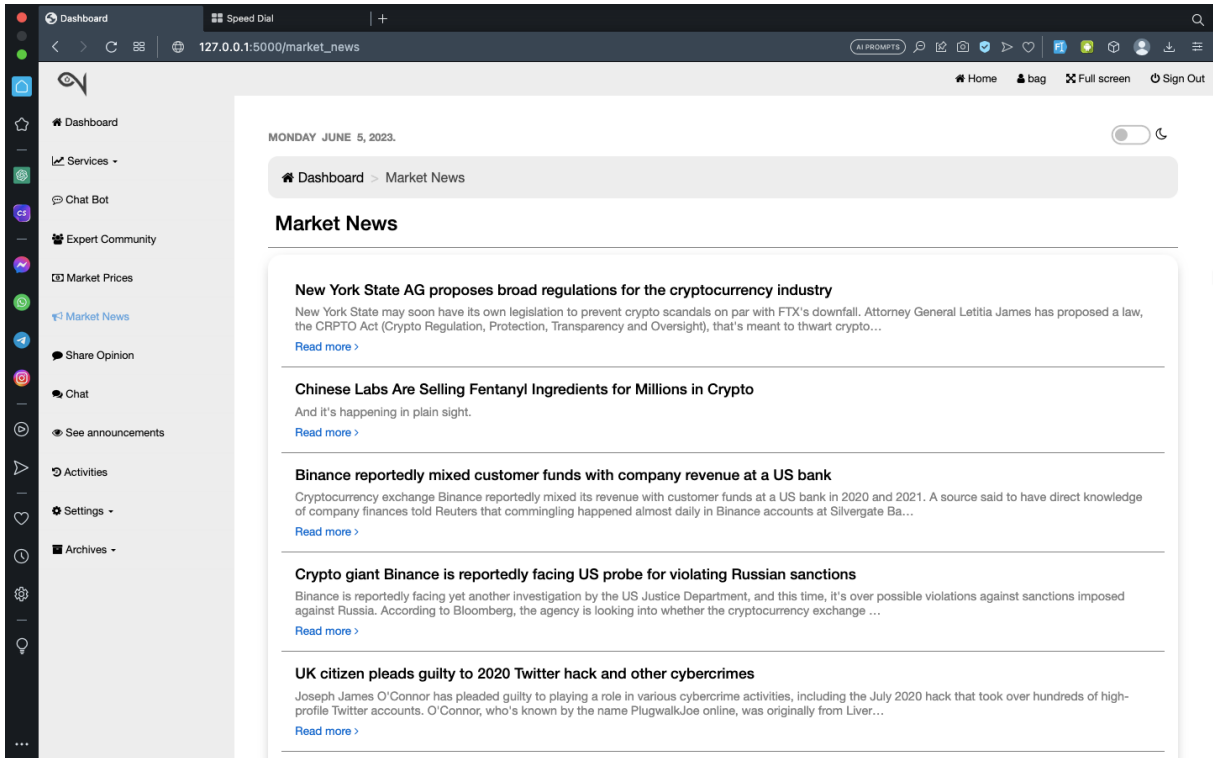 Dashboard
Speed Dial
127.0.0.1:5000/market_news
AI PROMPTS
Home
bag
Full screen
Sign Out
Dashboard
Services
Chat Bot
Expert Community
Market Prices
Market News
Share Opinion
Chat
See announcements
Activities
Settings
Archives
MONDAY JUNE 5, 2023.
Dashboard > Market News
Market News
New York State AG proposes broad regulations for the cryptocurrency industry
New York State may soon have its own legislation to prevent crypto scandals on par with FTX's downfall. Attorney General Letitia James has proposed a law,
the CRPTO Act (Crypto Regulation, Protection, Transparency and Oversight), that's meant to thwart crypto…
Read more >
Chinese Labs Are Selling Fentanyl Ingredients for Millions in Crypto
And it's happening in plain sight.
Read more >
Binance reportedly mixed customer funds with company revenue at a US bank
Cryptocurrency exchange Binance reportedly mixed its revenue with customer funds at a US bank in 2020 and 2021. A source said to have direct knowledge
of company finances told Reuters that commingling happened almost daily in Binance accounts at Silvergate Ba…
Read more >
Crypto giant Binance is reportedly facing US probe for violating Russian sanctions
Binance is reportedly facing yet another investigation by the US Justice Department, and this time, it's over possible violations against sanctions imposed
against Russia. According to Bloomberg, the agency is looking into whether the cryptocurrency exchange …
Read more >
UK citizen pleads guilty to 2020 Twitter hack and other cybercrimes
Joseph James O'Connor has pleaded guilty to playing a role in various cybercrime activities, including the July 2020 hack that took over hundreds of high-
profile Twitter accounts. O'Connor, who's known by the name PlugwalkJoe online, was originally from Liver…
Read more >
CS